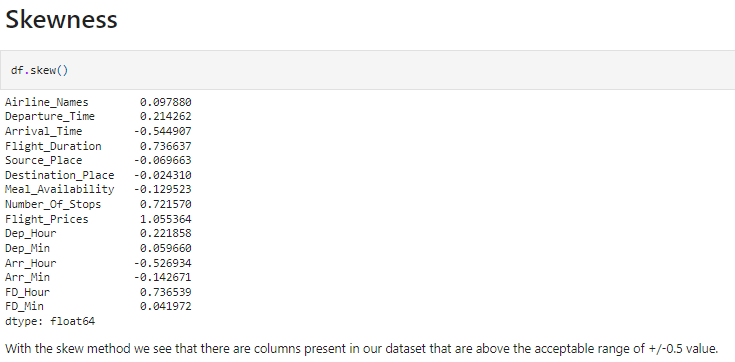 Skewness
df.skew()
Airline_Names 0.097880
Departure_Time 0.214262
Arrival_Time -0.544907
Flight_Duration 0.736637
Source_Place -0.069663
Destination_Place -0.024310
Meal_Availability -0.129523
Number_Of_Stops 0.721570
Flight_Prices 1.055364
Dep_Hour 0.221858
Dep_Min 0.059660
Arr_Hour -0.526934
Arr_Min -0.142671
FD_Hour 0.736539
FD_Min 0.041972
dtype: float64
With the skew method we see that there are columns present in our dataset that are above the acceptable range of +/-0.5 value.